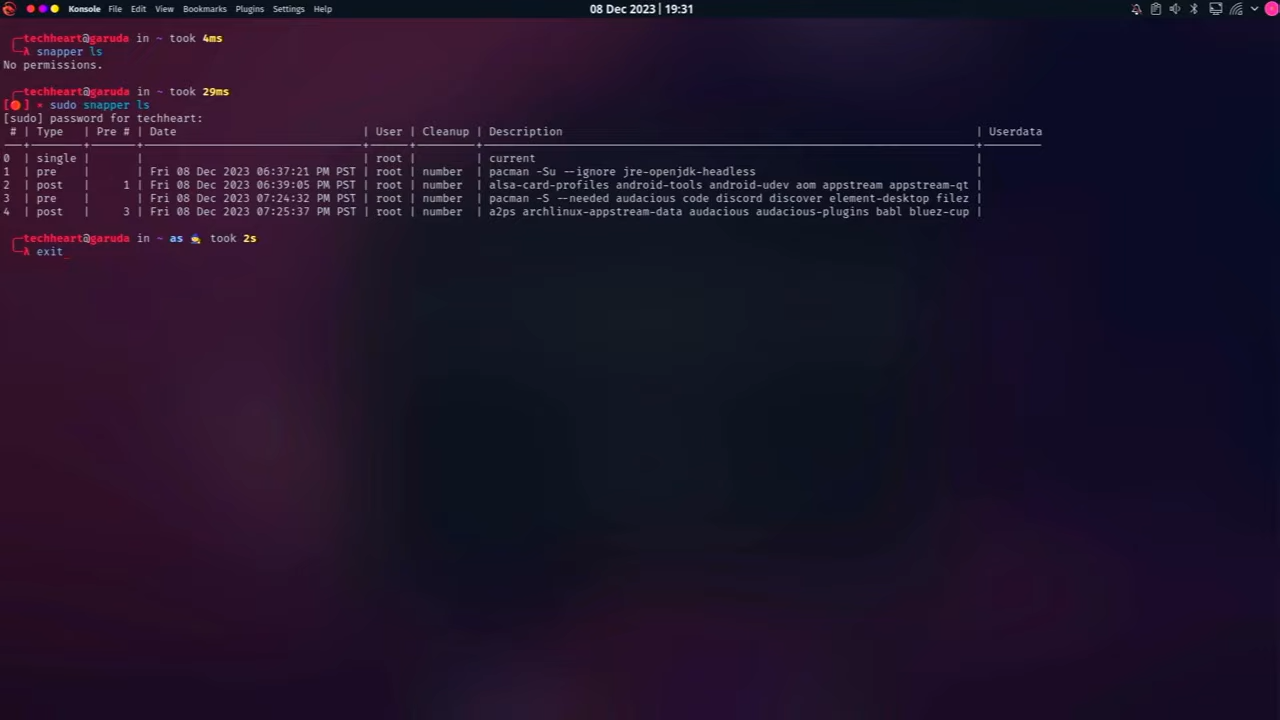 Konsole File Edit View Bookmarks Plugins Settings Help 08 Dec 2023 | 19:31
╭─techheart@garuda in ~ took 4ms
╰─λ snapper ls
No permissions.
╭─techheart@garuda in ~ took 29ms
[🔴] × sudo snapper ls
[sudo] password for techheart:
# | Type | Pre # | Date | User | Cleanup | Description | Userdata
0 | single | | | root | | current |
1 | pre | | Fri 08 Dec 2023 06:37:21 PM PST | root | number | pacman -Su --ignore jre-openjdk-headless |
2 | post | 1 | Fri 08 Dec 2023 06:39:05 PM PST | root | number | alsa-card-profiles android-tools android-udev aom appstream appstream-qt |
3 | pre | | Fri 08 Dec 2023 07:24:32 PM PST | root | number | pacman -S --needed audacious code discord discover element-desktop filez |
4 | post | 3 | Fri 08 Dec 2023 07:25:37 PM PST | root | number | a2ps archlinux-appstream-data audacious audacious-plugins babl bluez-cup |
╭─techheart@garuda in ~ as 🧙 took 2s
╰─λ exit_